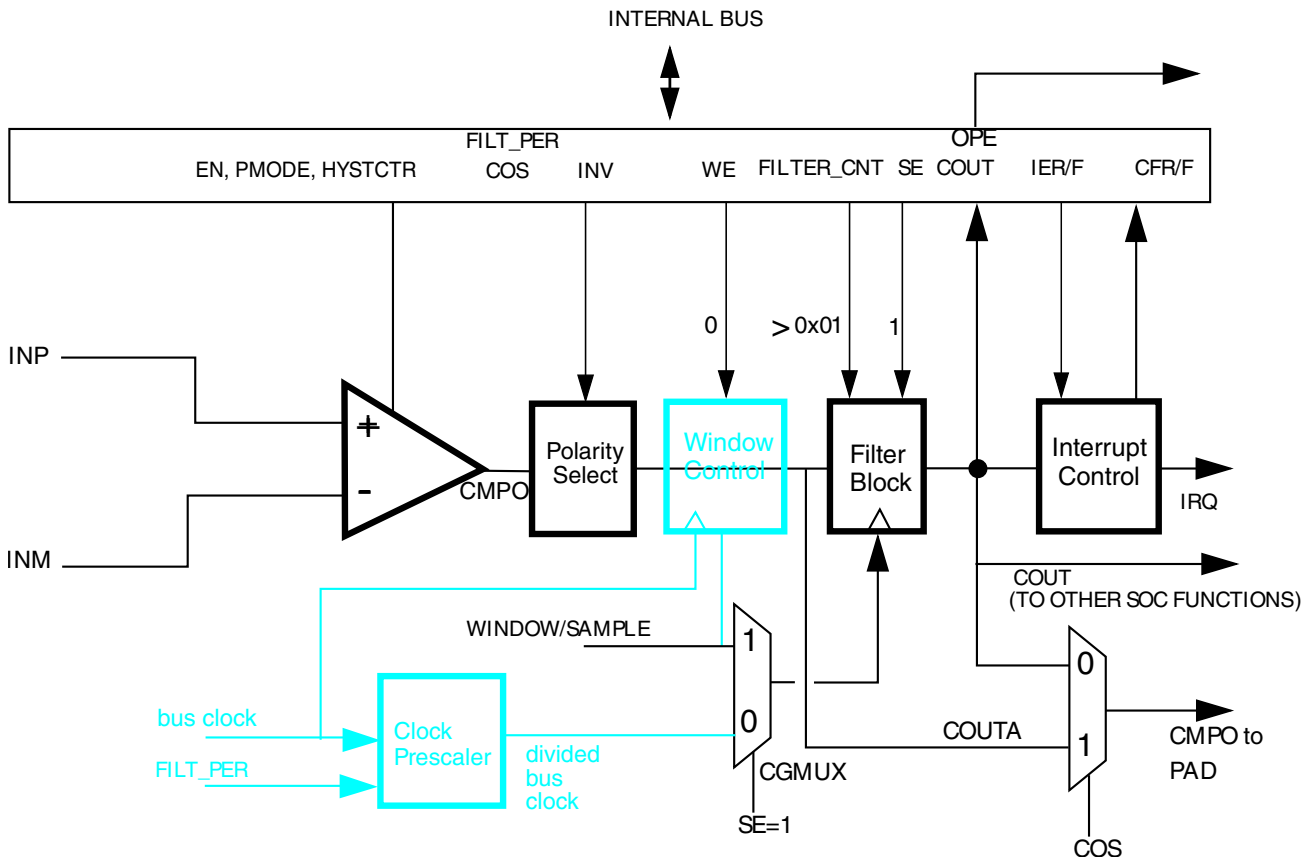 INTERNAL BUS
FILT_PER
OPE
EN, PMODE, HYSTCTR
COS
INV
WE
FILTER_CNT
SE
COUT
IER/F
CFR/F
0
> 0x01
1
INP
+
-
INM
CMPO
Polarity
Select
Window
Control
Filter
Block
Interrupt
Control
IRQ
COUT
(TO OTHER SOC FUNCTIONS)
WINDOW/SAMPLE
1
0
CGMUX
SE=1
bus clock
FILT_PER
Clock
Prescaler
divided
bus
clock
COUTA
0
1
CMPO to
PAD
COS